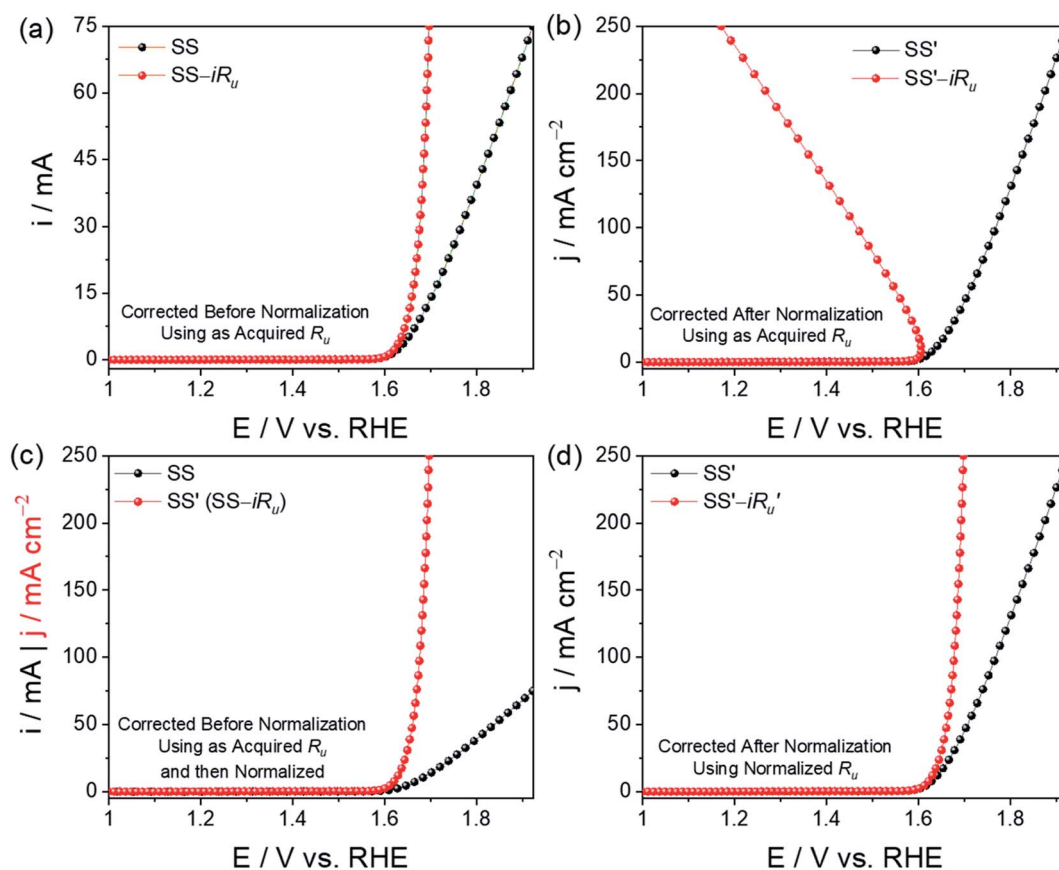 (a)
75
60
45
30
15
0
i / mA
SS
SS–iRᵤ
Corrected Before Normalization
Using as Acquired Rᵤ
1
1.2
1.4
1.6
1.8
E / V vs. RHE
(b)
250
200
150
100
50
0
j / mA cm⁻²
SS'
SS'–iRᵤ
Corrected After Normalization
Using as Acquired Rᵤ
1
1.2
1.4
1.6
1.8
E / V vs. RHE
(c)
250
200
150
100
50
0
i / mA | j / mA cm⁻²
SS
SS' (SS–iRᵤ)
Corrected Before Normalization
Using as Acquired Rᵤ
and then Normalized
1
1.2
1.4
1.6
1.8
E / V vs. RHE
(d)
250
200
150
100
50
0
j / mA cm⁻²
SS'
SS'–iRᵤ'
Corrected After Normalization
Using Normalized Rᵤ
1
1.2
1.4
1.6
1.8
E / V vs. RHE